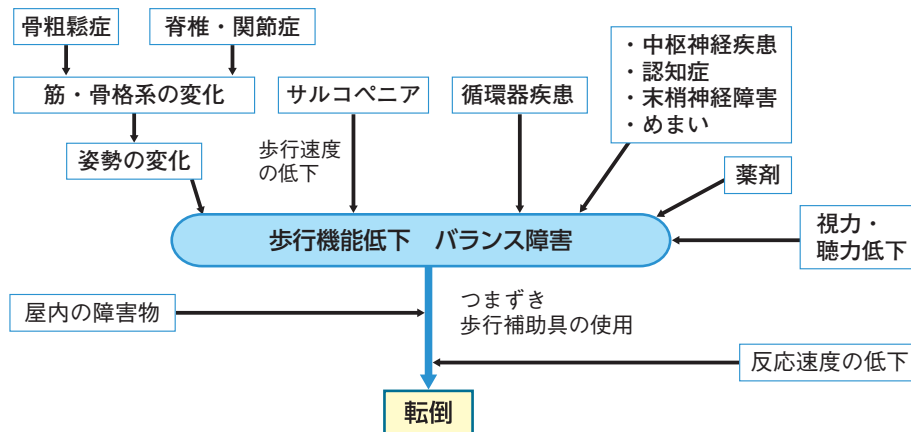 骨粗鬆症
脊椎・関節症
筋・骨格系の変化
姿勢の変化
サルコペニア
歩行速度
の低下
循環器疾患
・中枢神経疾患
・認知症
・末梢神経障害
・めまい
薬剤
視力・
聴力低下
歩行機能低下　バランス障害
屋内の障害物
つまずき
歩行補助具の使用
反応速度の低下
転倒